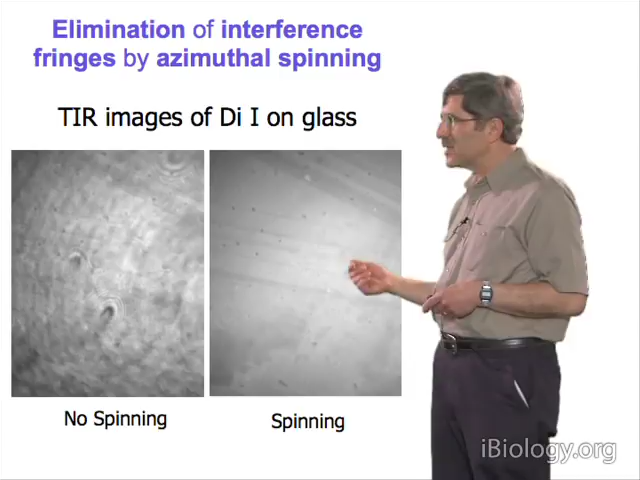 Elimination of interference
fringes by azimuthal spinning
TIR images of Di I on glass
No Spinning
Spinning
iBiology.org